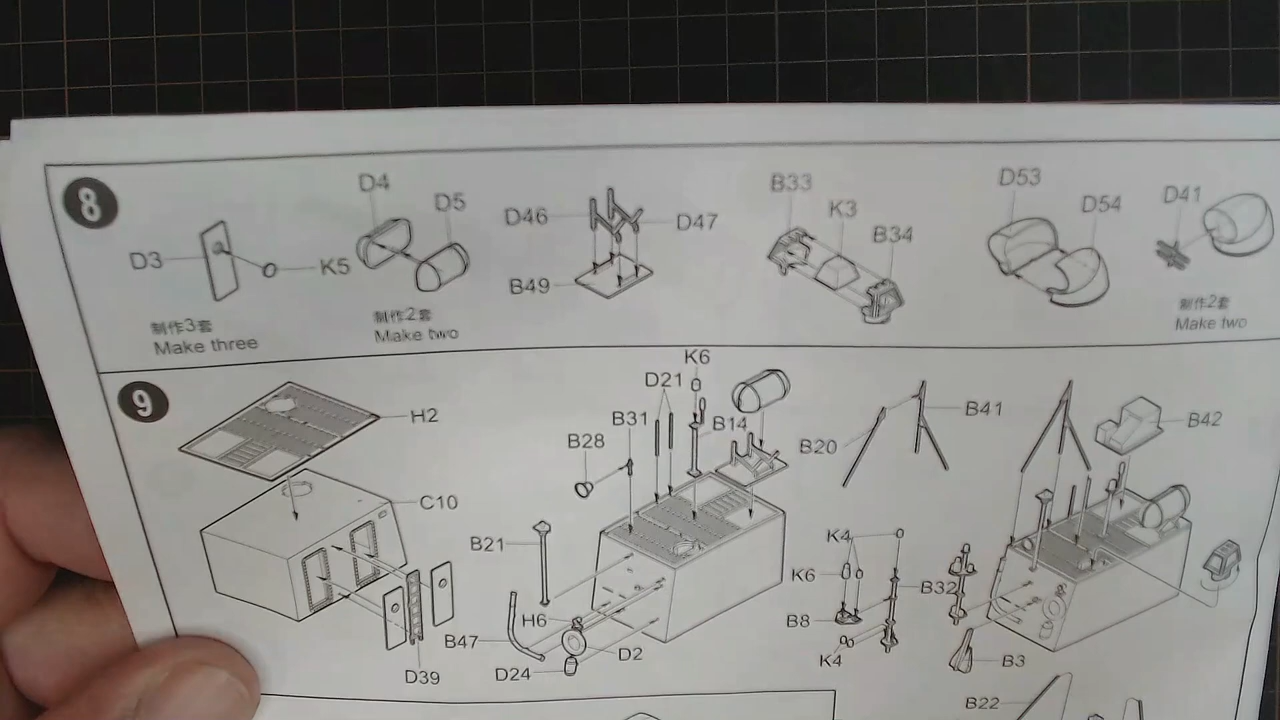 8
D3
K5
制作3套
Make three
D4
D5
制作2套
Make two
D46
D47
B49
B33
K3
B34
D53
D54
D41
制作2套
Make two
9
H2
C10
D39
K6
D21
B31
B28
B14
B21
H6
B47
D24
D2
B20
B41
K4
K6
B8
K4
B32
B42
B3
B22